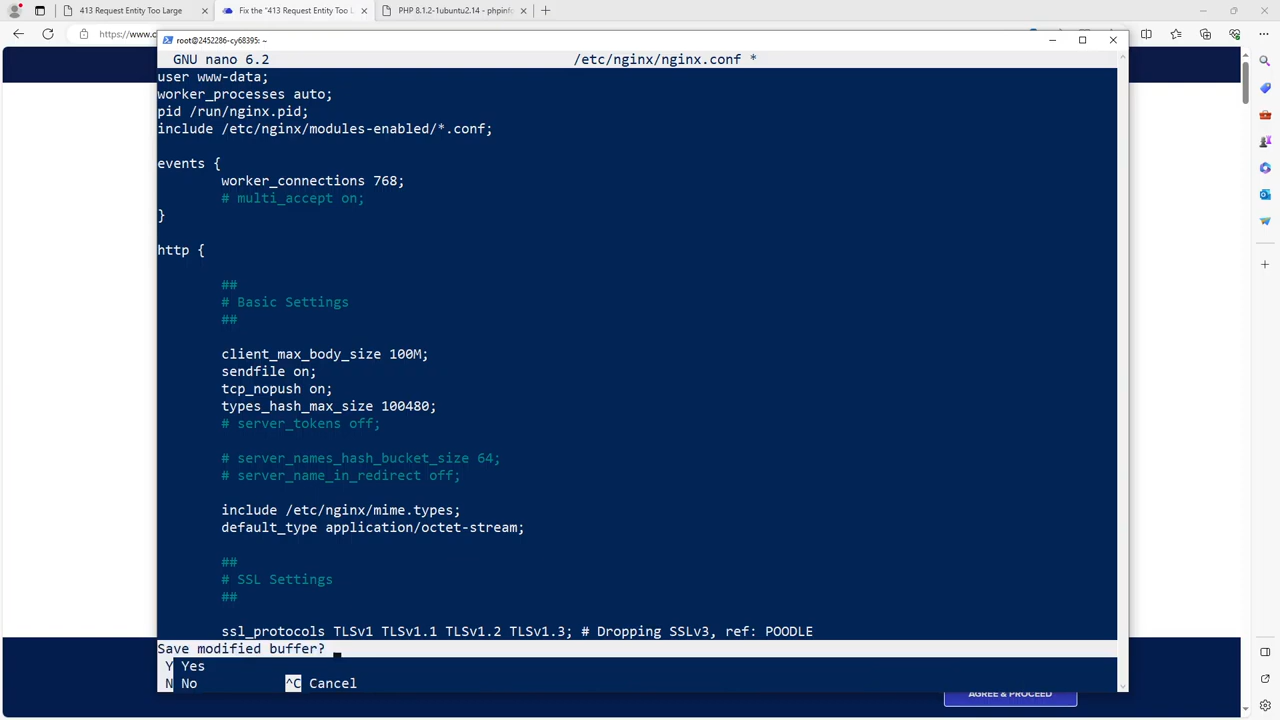 413 Request Entity Too Large
Fix the "413 Request Entity Too L
PHP 8.1.2-1ubuntu2.14 - phpinfo
https://www.c
root@2452286-cy68395: ~
GNU nano 6.2 /etc/nginx/nginx.conf *
user www-data;
worker_processes auto;
pid /run/nginx.pid;
include /etc/nginx/modules-enabled/*.conf;
events {
worker_connections 768;
# multi_accept on;
}
http {
##
# Basic Settings
##
client_max_body_size 100M;
sendfile on;
tcp_nopush on;
types_hash_max_size 100480;
# server_tokens off;
# server_names_hash_bucket_size 64;
# server_name_in_redirect off;
include /etc/nginx/mime.types;
default_type application/octet-stream;
##
# SSL Settings
##
ssl_protocols TLSv1 TLSv1.1 TLSv1.2 TLSv1.3; # Dropping SSLv3, ref: POODLE
Save modified buffer?
Y Yes
N No ^C Cancel
AGREE & PROCEED